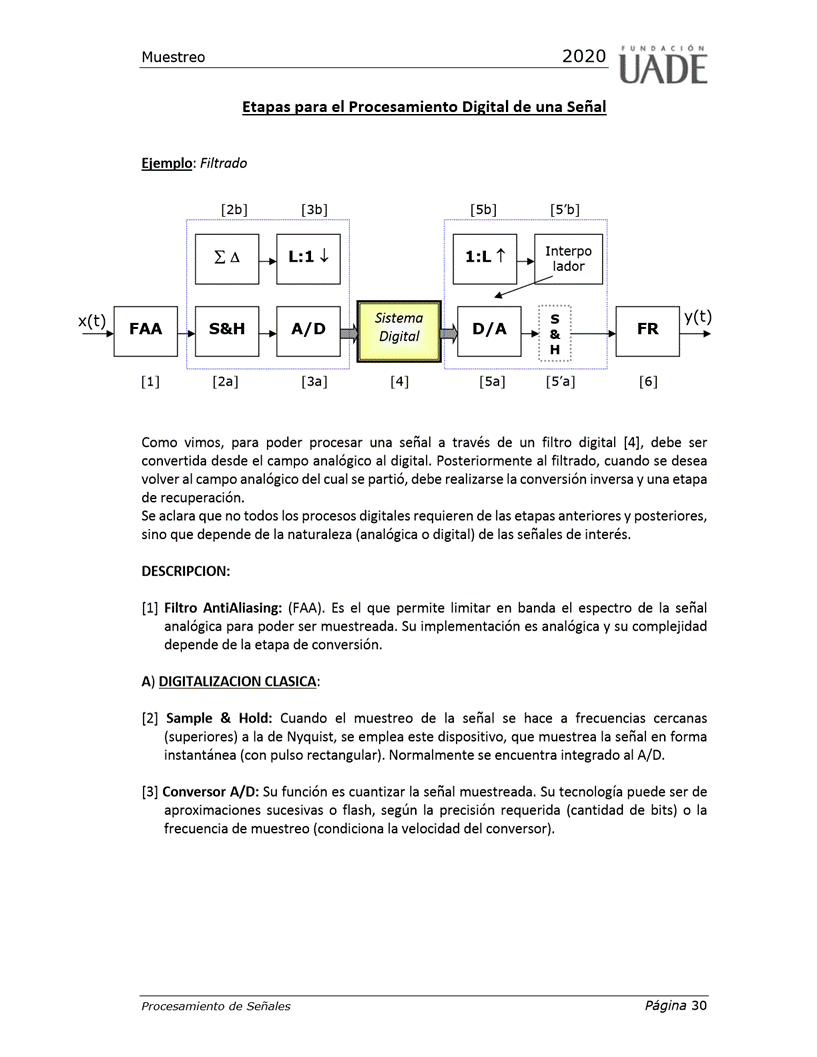 Muestreo 2020 FUNDACIÓN
UADE
Etapas para el Procesamiento Digital de una Señal
Ejemplo: Filtrado
[2b] [3b] [5b] [5'b]
∑ ∆ L:1 ↓ 1:L ↑ Interpo
lador
x(t) FAA S&H A/D Sistema
Digital D/A S
&
H FR y(t)
[1] [2a] [3a] [4] [5a] [5'a] [6]
Como vimos, para poder procesar una señal a través de un filtro digital [4], debe ser
convertida desde el campo analógico al digital. Posteriormente al filtrado, cuando se desea
volver al campo analógico del cual se partió, debe realizarse la conversión inversa y una etapa
de recuperación.
Se aclara que no todos los procesos digitales requieren de las etapas anteriores y posteriores,
sino que depende de la naturaleza (analógica o digital) de las señales de interés.
DESCRIPCION:
[1] Filtro AntiAliasing: (FAA). Es el que permite limitar en banda el espectro de la señal
analógica para poder ser muestreada. Su implementación es analógica y su complejidad
depende de la etapa de conversión.
A) DIGITALIZACION CLASICA:
[2] Sample & Hold: Cuando el muestreo de la señal se hace a frecuencias cercanas
(superiores) a la de Nyquist, se emplea este dispositivo, que muestrea la señal en forma
instantánea (con pulso rectangular). Normalmente se encuentra integrado al A/D.
[3] Conversor A/D: Su función es cuantizar la señal muestreada. Su tecnología puede ser de
aproximaciones sucesivas o flash, según la precisión requerida (cantidad de bits) o la
frecuencia de muestreo (condiciona la velocidad del conversor).
Procesamiento de Señales Página 30